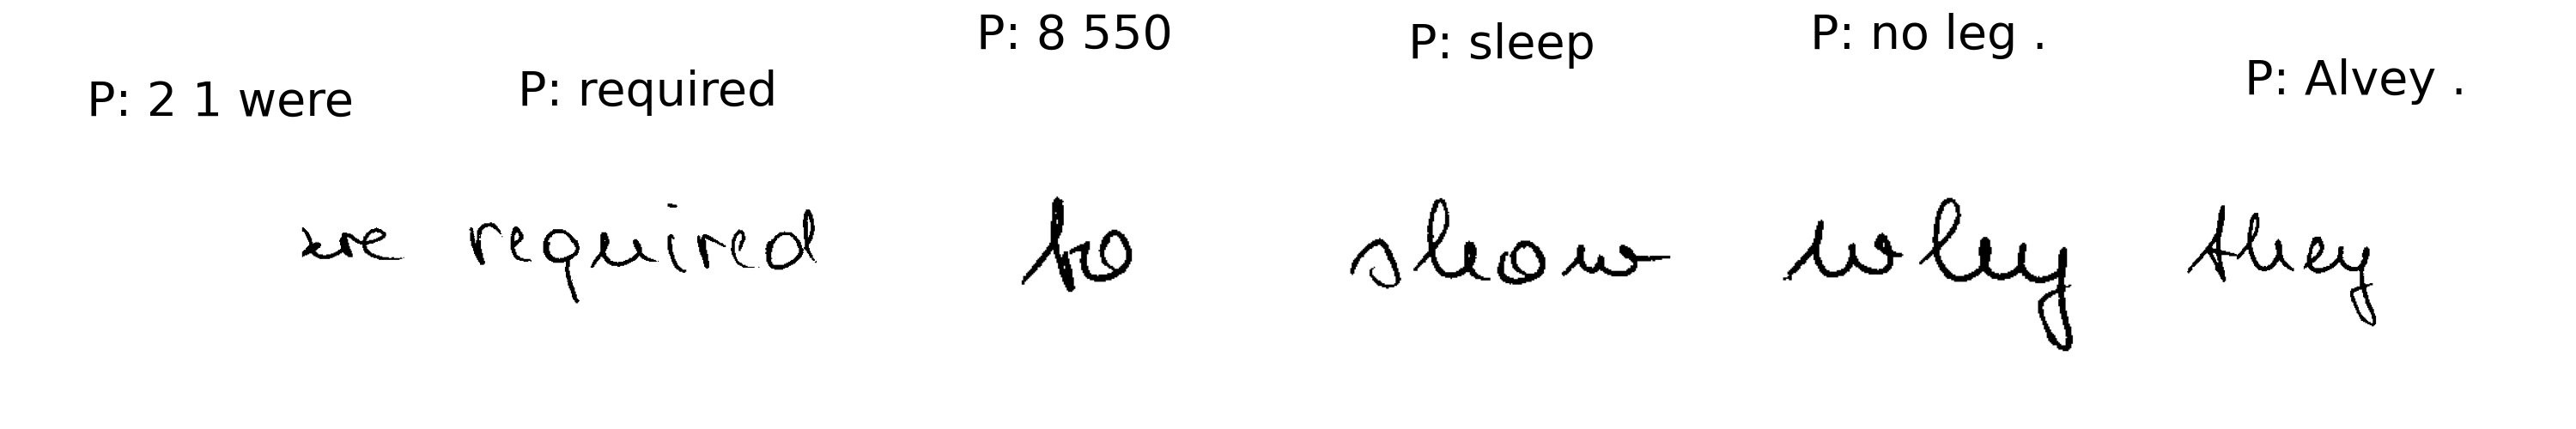 P: 2 1 were P: required P: 8 550 P: sleep P: no leg . P: Alvey .
are required to show why they